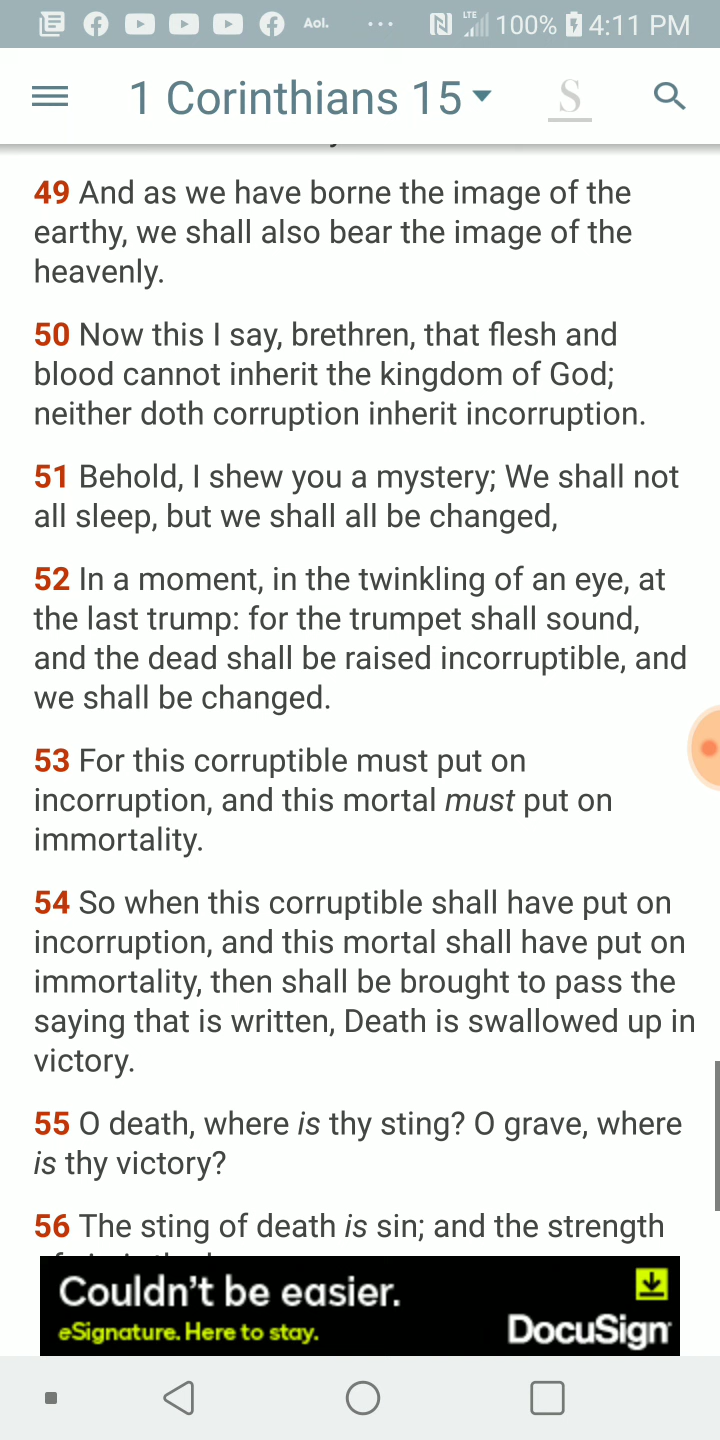 Aol. ... LTE 100% 4:11 PM
1 Corinthians 15 S
49 And as we have borne the image of the
earthy, we shall also bear the image of the
heavenly.
50 Now this I say, brethren, that flesh and
blood cannot inherit the kingdom of God;
neither doth corruption inherit incorruption.
51 Behold, I shew you a mystery; We shall not
all sleep, but we shall all be changed,
52 In a moment, in the twinkling of an eye, at
the last trump: for the trumpet shall sound,
and the dead shall be raised incorruptible, and
we shall be changed.
53 For this corruptible must put on
incorruption, and this mortal must put on
immortality.
54 So when this corruptible shall have put on
incorruption, and this mortal shall have put on
immortality, then shall be brought to pass the
saying that is written, Death is swallowed up in
victory.
55 O death, where is thy sting? O grave, where
is thy victory?
56 The sting of death is sin; and the strength
Couldn't be easier.
eSignature. Here to stay.
DocuSign